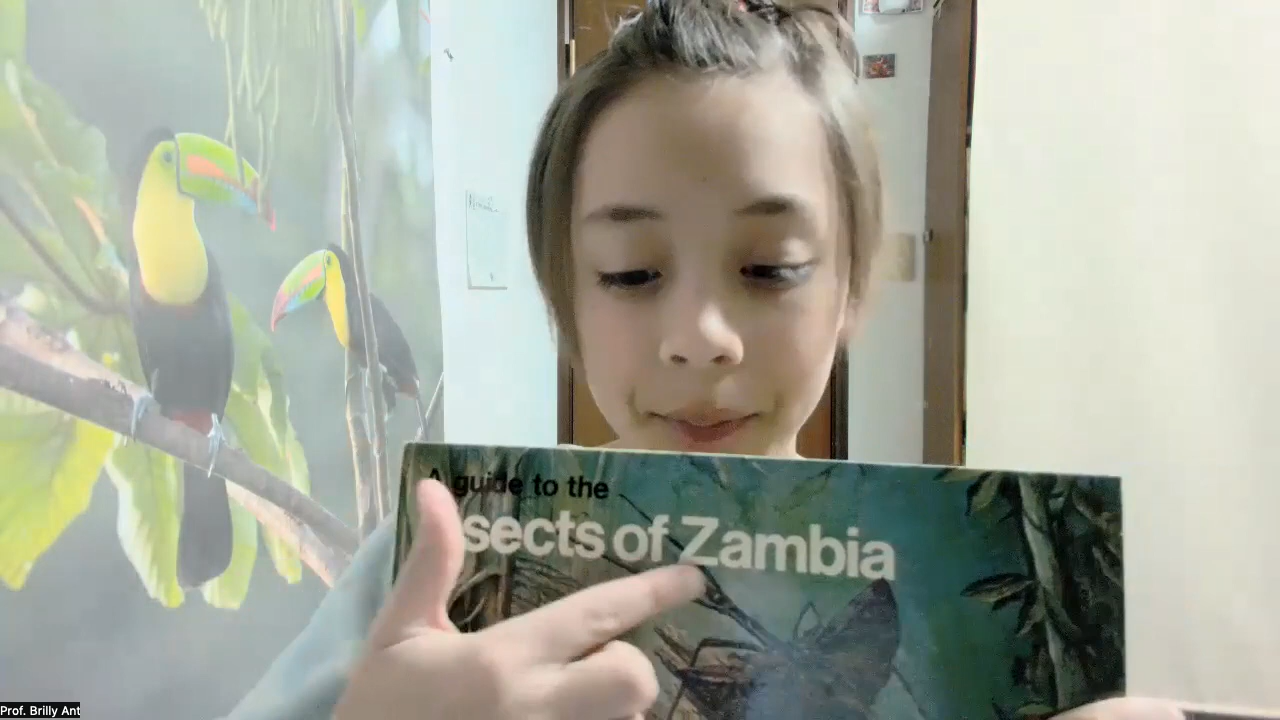 A guide to the
sects of Zambia
Prof. Brilly Ant